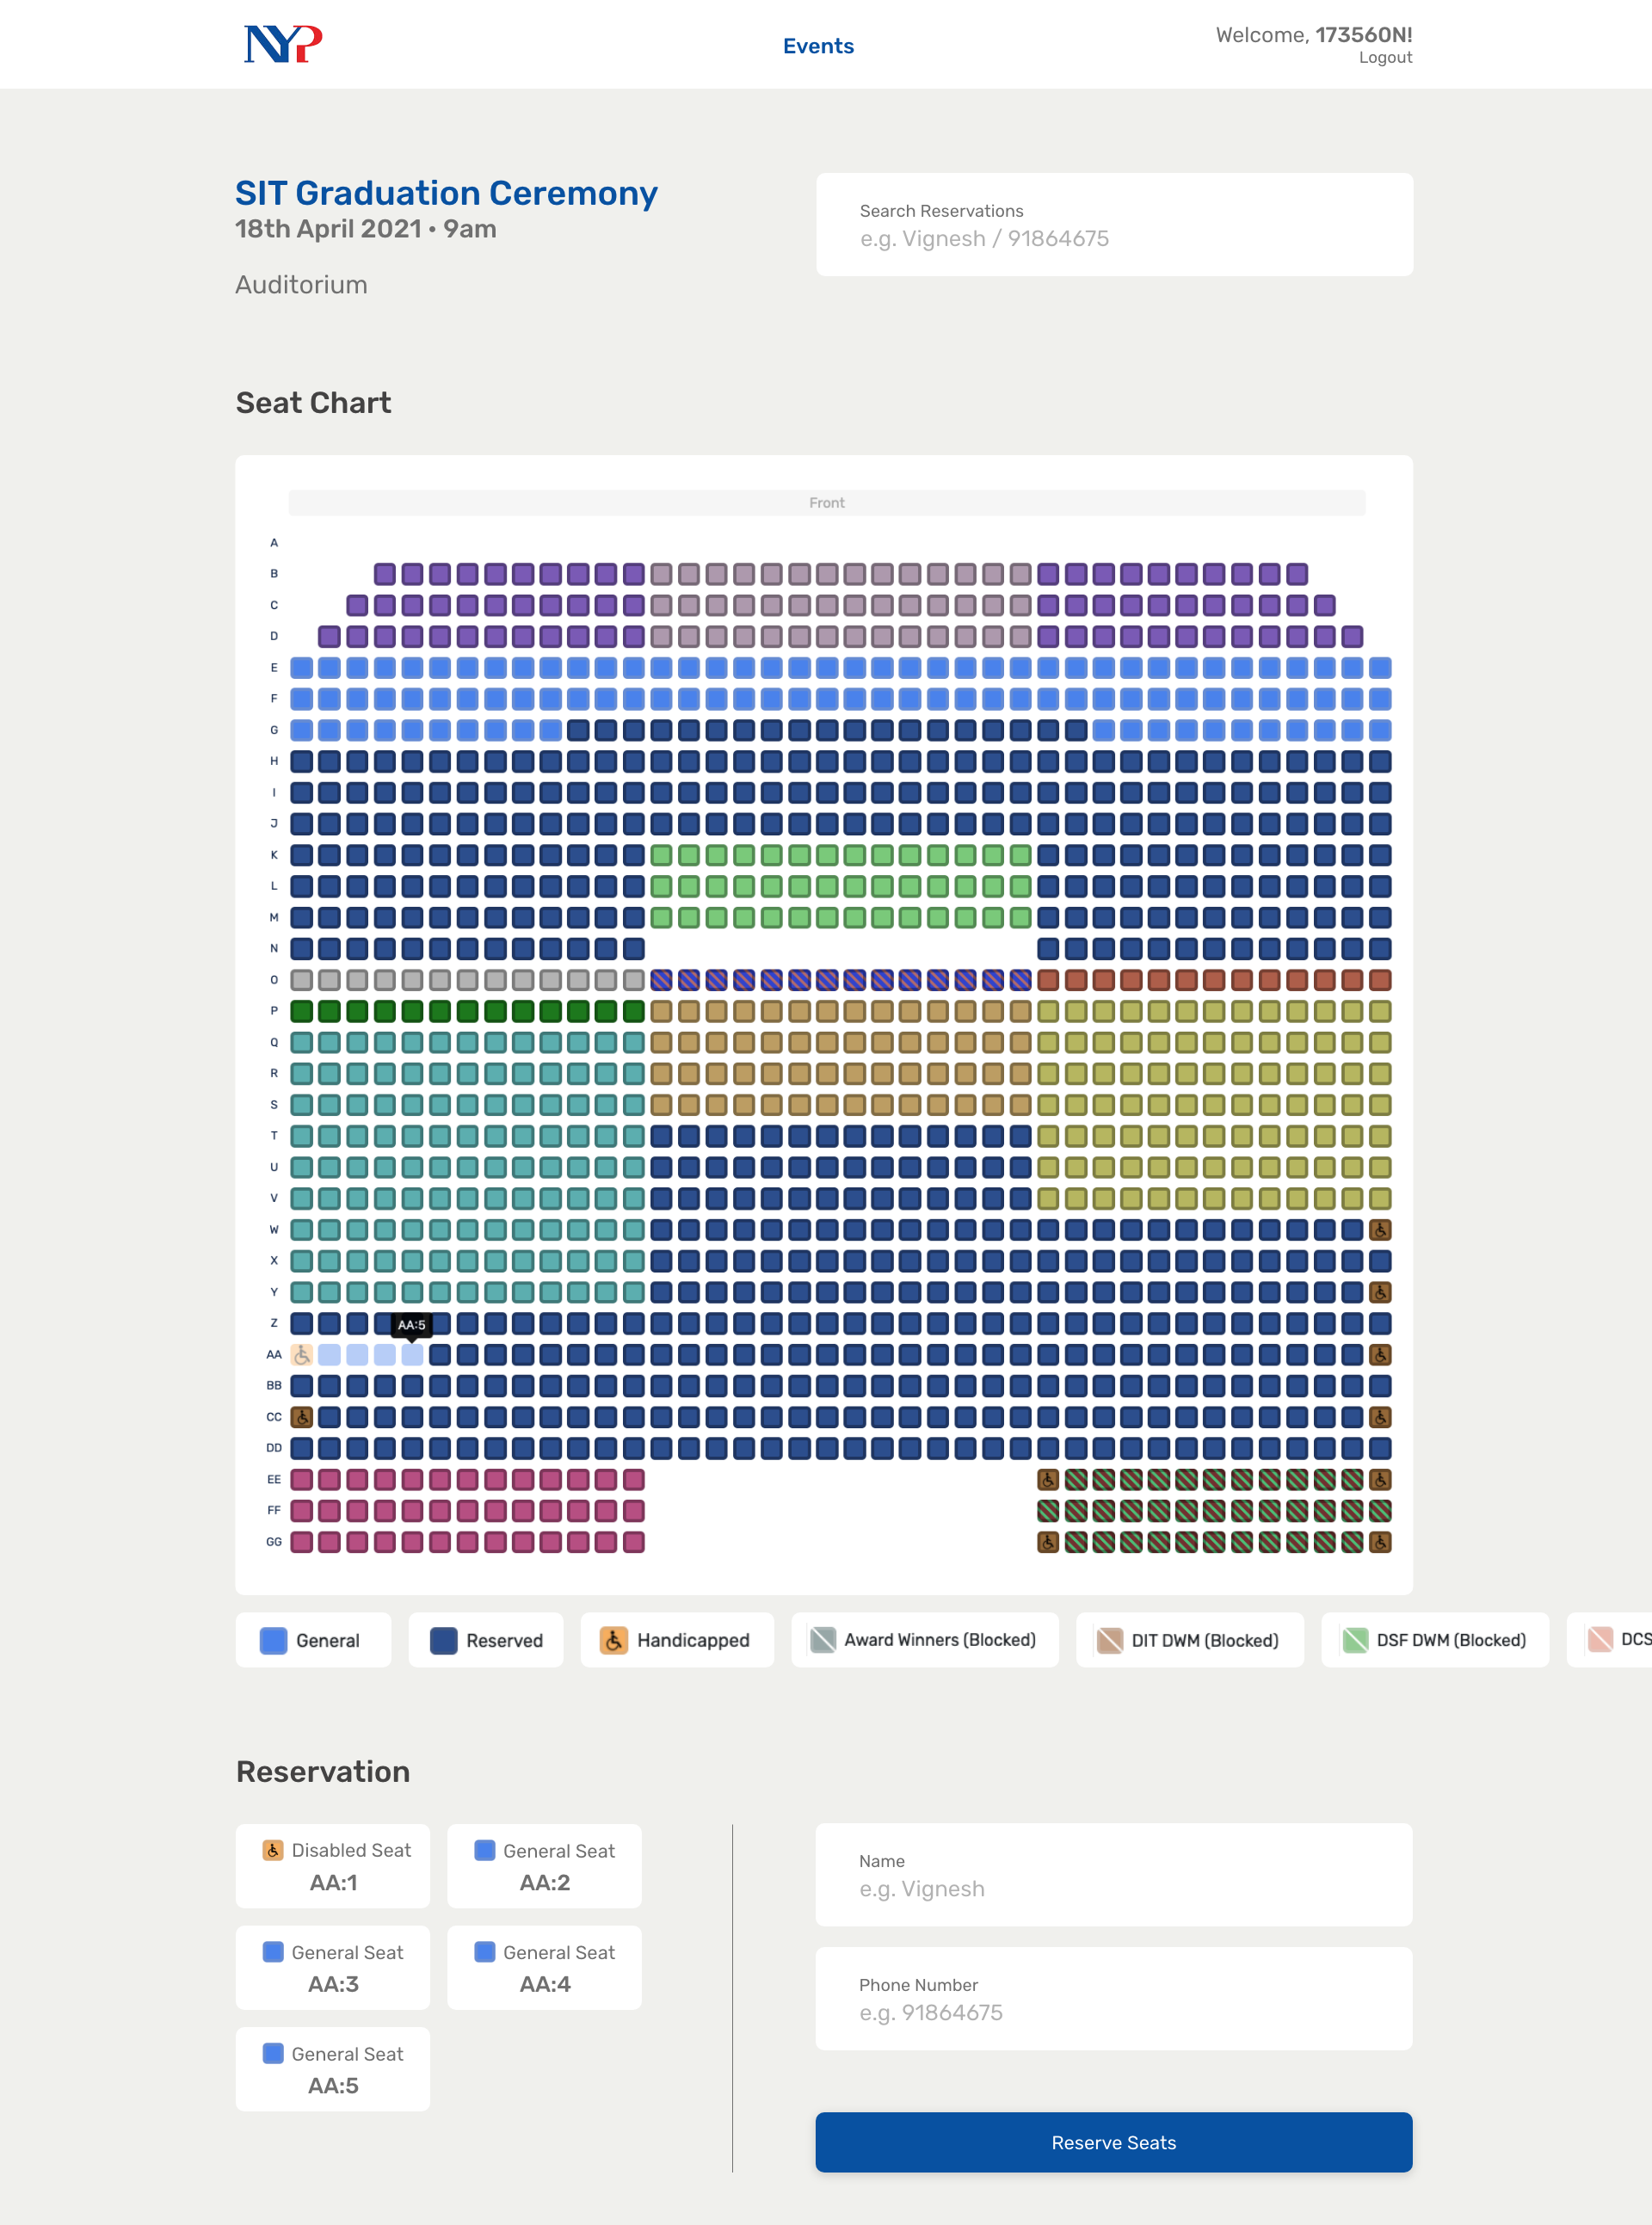 NYP
Events
Welcome, 173560N!
Logout
SIT Graduation Ceremony
18th April 2021 • 9am
Auditorium
Search Reservations
e.g. Vignesh / 91864675
Seat Chart
Front
A
B
C
D
E
F
G
H
I
J
K
L
M
N
O
P
Q
R
S
T
U
V
W
X
Y
Z
AA:5
AA
BB
CC
DD
EE
FF
GG
General
Reserved
Handicapped
Award Winners (Blocked)
DIT DWM (Blocked)
DSF DWM (Blocked)
DCS
Reservation
Disabled Seat
AA:1
General Seat
AA:2
General Seat
AA:3
General Seat
AA:4
General Seat
AA:5
Name
e.g. Vignesh
Phone Number
e.g. 91864675
Reserve Seats